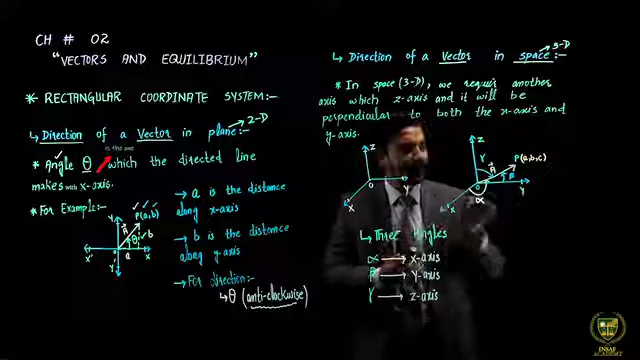 CH # 02
"VECTORS AND EQUILIBRIUM"
* RECTANGULAR COORDINATE SYSTEM:-
↳ Direction of a Vector in plane:- 2-D
is the one
* Angle θ which the directed line
makes with x-axis.
* For Example:-
P(a,b)
A
b
θ
a
x'
x
y
y'
→ a is the distance
along x-axis
→ b is the distance
along y-axis
→ For direction:-
↳ θ (anti-clockwise)
↳ Direction of a Vector in space:- 3-D
* In space (3-D), we require another
axis which z-axis and it will be
perpendicular to both the x-axis and
y-axis.
Z
O
Y
X
Z
P(a,b,c)
γ
A
β
O
α
Y
X
↳ Three Angles
α → x-axis
β → y-axis
γ → z-axis
INSAF
ACADEMY